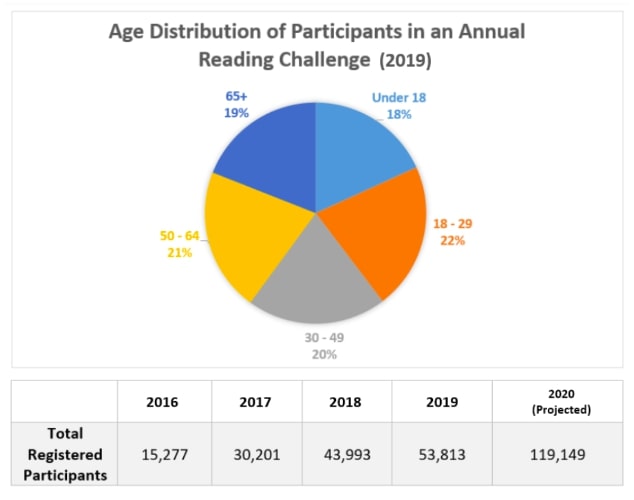 Age Distribution of Participants in an Annual
Reading Challenge (2019)
65+
19%
Under 18
18%
18 - 29
22%
50 - 64
21%
30 - 49
20%
2016 2017 2018 2019 2020
(Projected)
Total
Registered
Participants
15,277 30,201 43,993 53,813 119,149